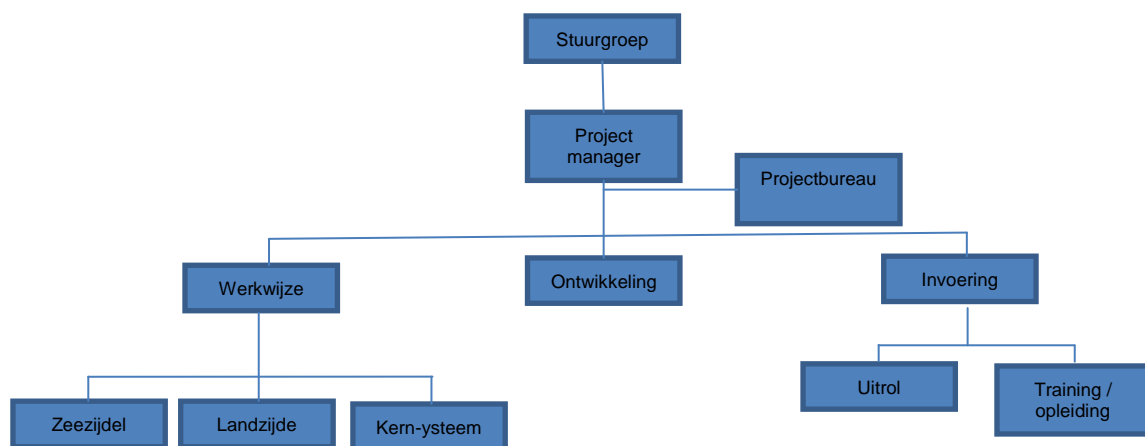 Stuurgroep
Project
manager
Projectbureau
Werkwijze
Ontwikkeling
Invoering
Uitrol
Training /
opleiding
Zeezijdel
Landzijde
Kern-ysteem